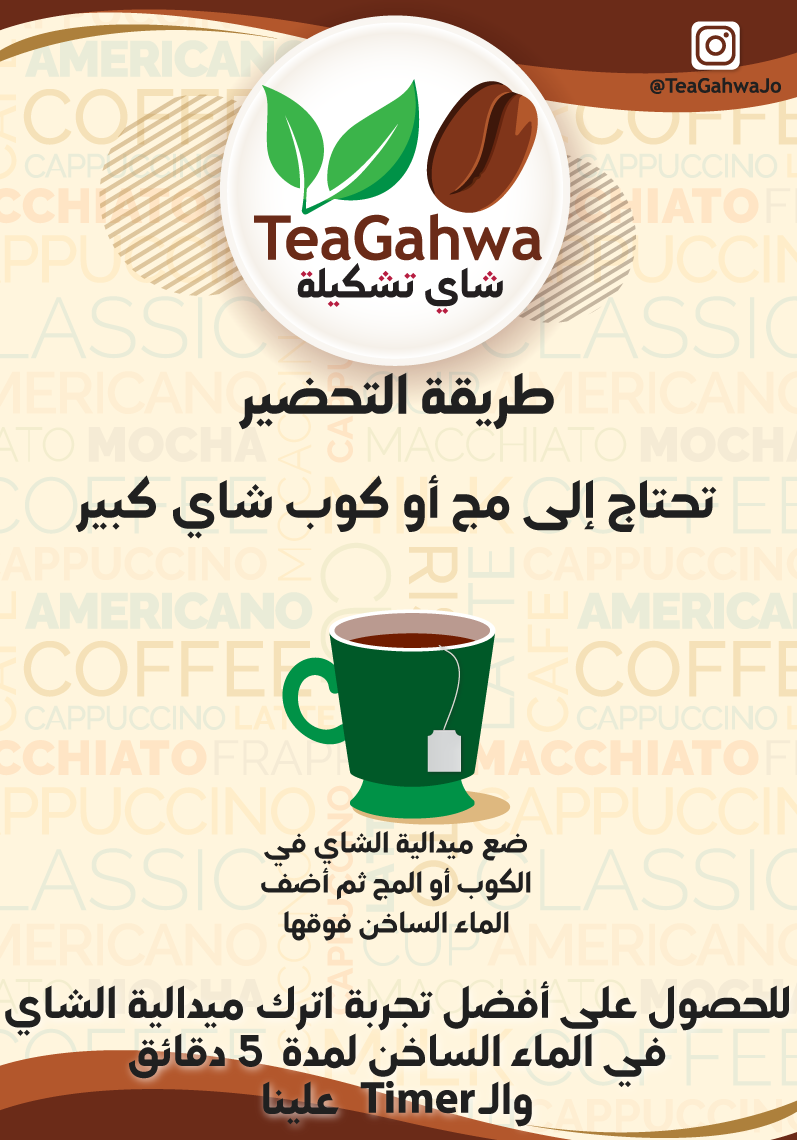 @TeaGahwaJo
TeaGahwa
شاي تشكيلة
طريقة التحضير
تحتاج إلى مج أو كوب شاي كبير
ضع ميدالية الشاي في
الكوب أو المج ثم أضف
الماء الساخن فوقها
للحصول على أفضل تجربة اترك ميدالية الشاي
في الماء الساخن لمدة 5 دقائق
والـTimer علينا